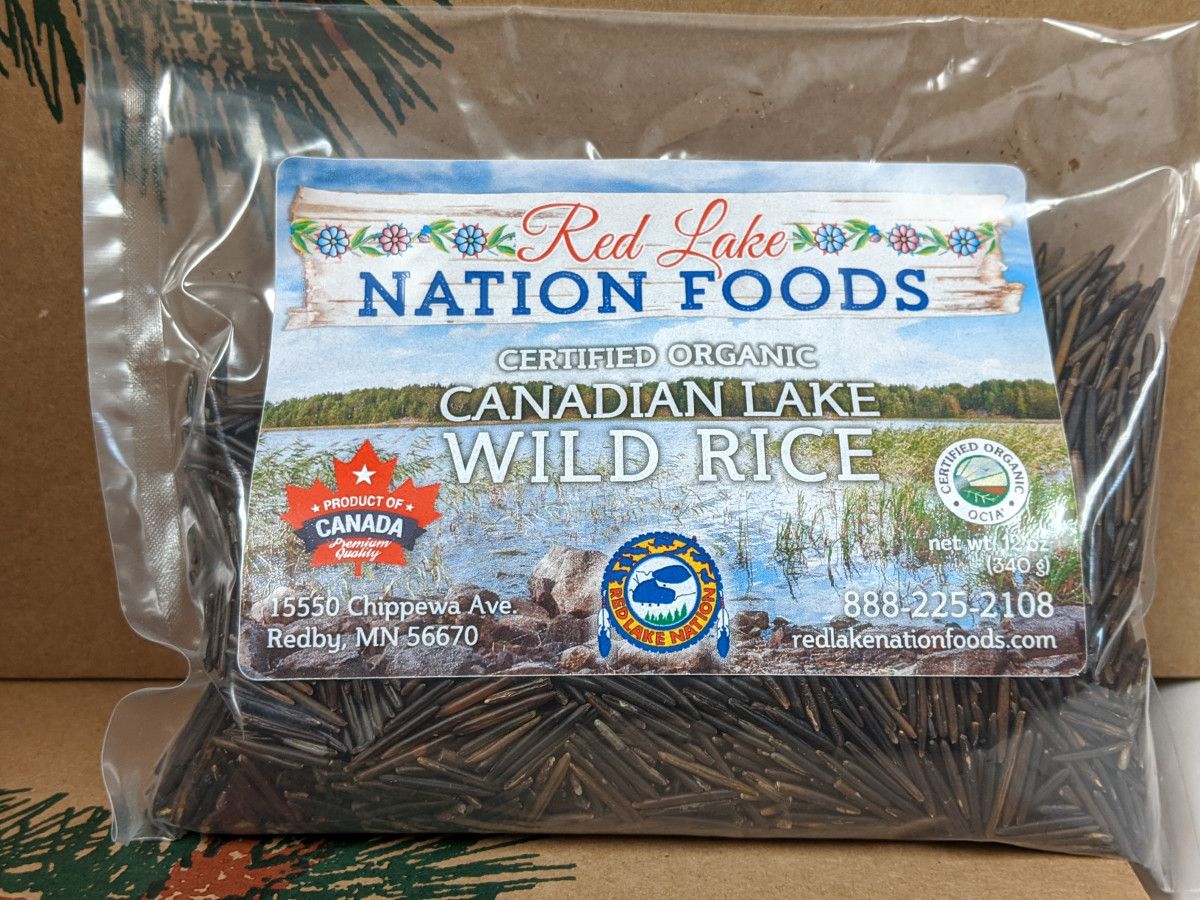 Red Lake
NATION FOODS
CERTIFIED ORGANIC
CANADIAN LAKE
WILD RICE
PRODUCT OF
CANADA
Premium
Quality
CERTIFIED ORGANIC
OCIA
net wt. 12 oz
(340 g)
RED LAKE NATION
15550 Chippewa Ave.
Redby, MN 56670
888-225-2108
redlakenationfoods.com